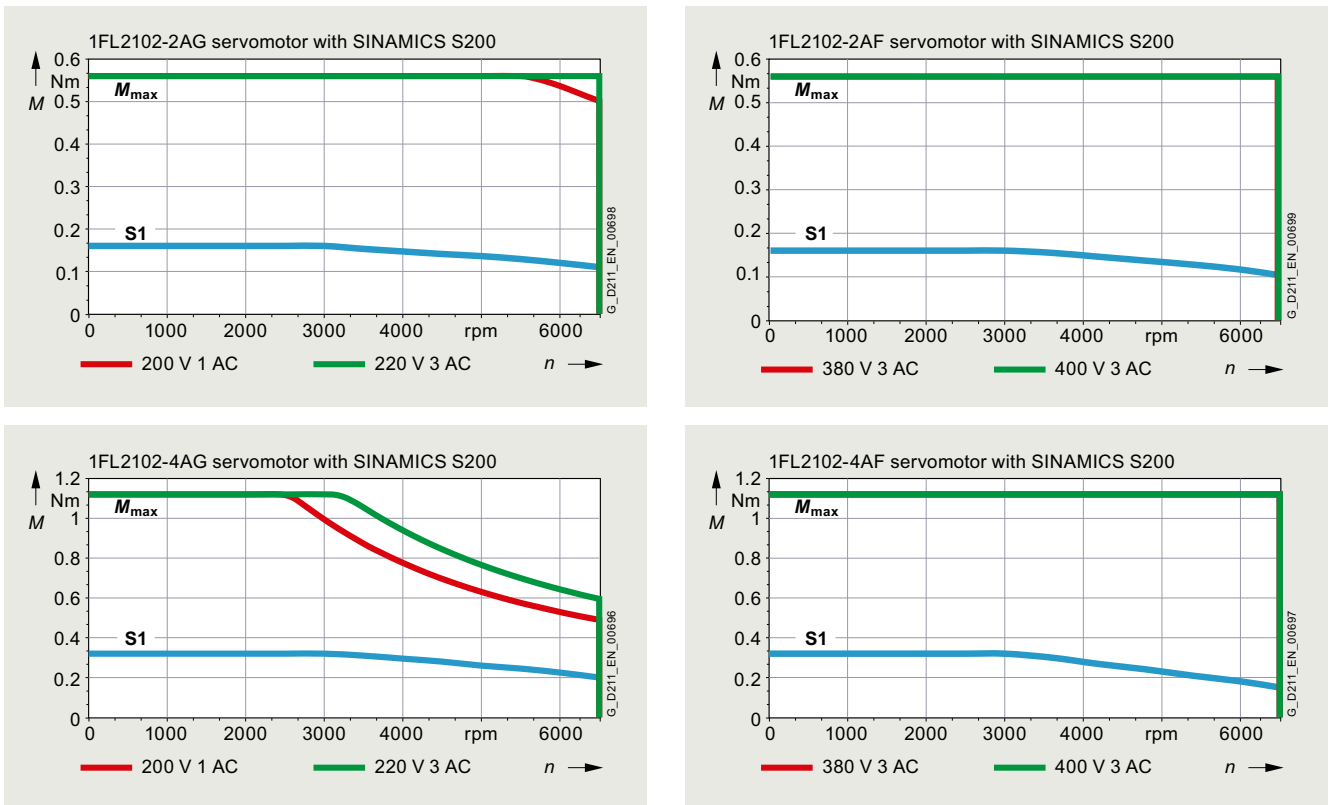 1FL2102-2AG servomotor with SINAMICS S200
0.6
Nm
M
0.5
0.4
0.3
0.2
0.1
0
Mmax
S1
0 1000 2000 3000 4000 rpm 6000
200 V 1 AC 220 V 3 AC n
G_D211_EN_00698
1FL2102-2AF servomotor with SINAMICS S200
0.6
Nm
M
0.5
0.4
0.3
0.2
0.1
0
Mmax
S1
0 1000 2000 3000 4000 rpm 6000
380 V 3 AC 400 V 3 AC n
G_D211_EN_00699
1FL2102-4AG servomotor with SINAMICS S200
1.2
Nm
M
1
0.8
0.6
0.4
0.2
0
Mmax
S1
0 1000 2000 3000 4000 rpm 6000
200 V 1 AC 220 V 3 AC n
G_D211_EN_00696
1FL2102-4AF servomotor with SINAMICS S200
1.2
Nm
M
1
0.8
0.6
0.4
0.2
0
Mmax
S1
0 1000 2000 3000 4000 rpm 6000
380 V 3 AC 400 V 3 AC n
G_D211_EN_00697